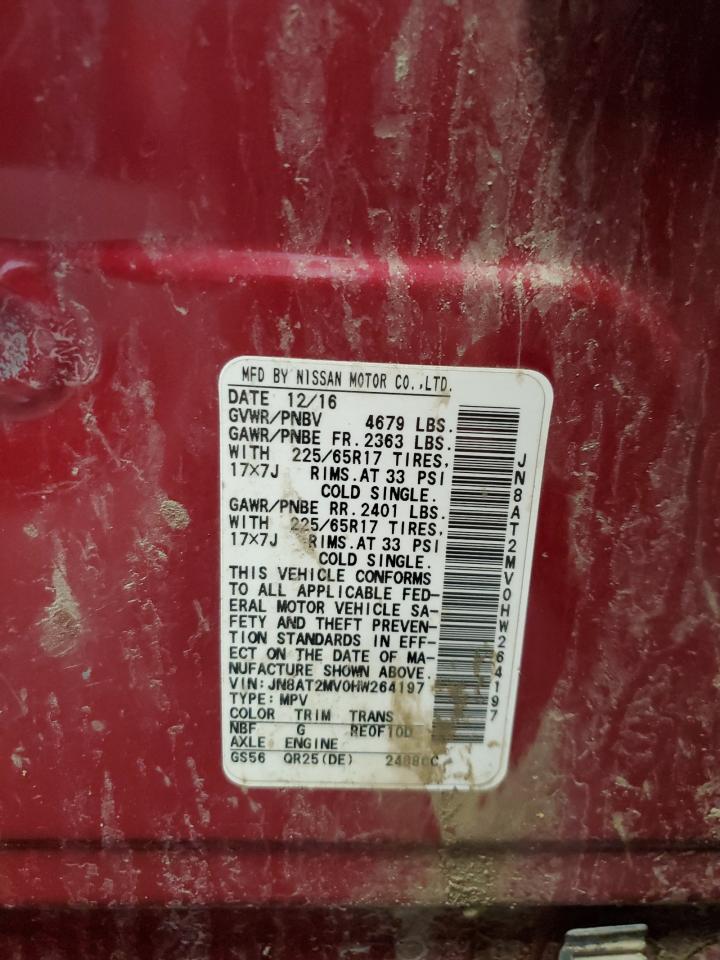 MFD BY NISSAN MOTOR CO.,LTD.
DATE 12/16
GVWR/PNBV 4679 LBS.
GAWR/PNBE FR. 2363 LBS.
WITH 225/65R17 TIRES,
17×7J RIMS.AT 33 PSI
COLD SINGLE.
GAWR/PNBE RR. 2401 LBS.
WITH 225/65R17 TIRES,
17×7J RIMS.AT 33 PSI
COLD SINGLE.
THIS VEHICLE CONFORMS
TO ALL APPLICABLE FED-
ERAL MOTOR VEHICLE SA-
FETY AND THEFT PREVEN-
TION STANDARDS IN EFF-
ECT ON THE DATE OF MA-
NUFACTURE SHOWN ABOVE.
VIN:JN8AT2MV0HW264197
TYPE:MPV
COLOR TRIM TRANS
NBF G RE0F10D
AXLE ENGINE
GS56 QR25(DE) 2488CC
JN8AT2MV0HW264197